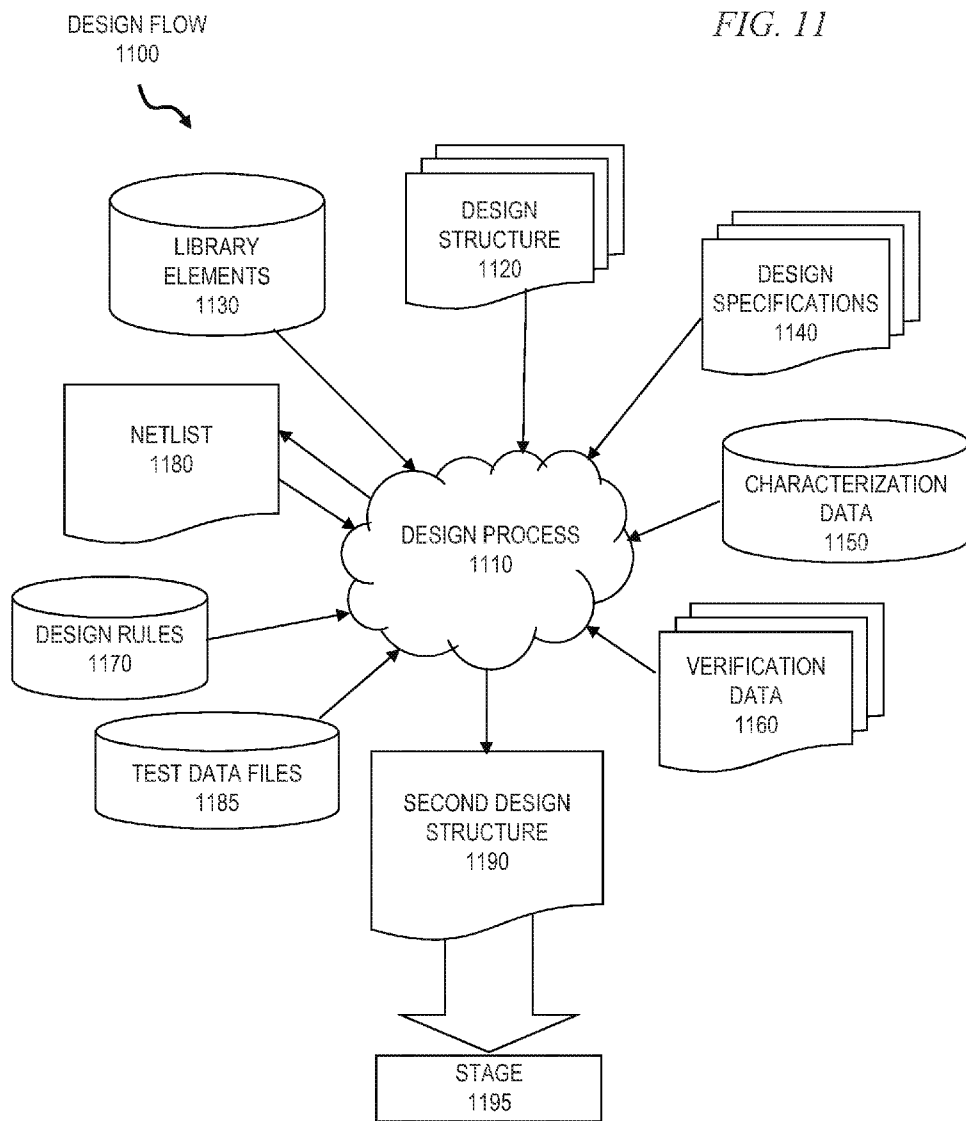 DESIGN FLOW
1100
FIG. 11
LIBRARY
ELEMENTS
1130
DESIGN
STRUCTURE
1120
DESIGN
SPECIFICATIONS
1140
NETLIST
1180
DESIGN PROCESS
1110
CHARACTERIZATION
DATA
1150
DESIGN RULES
1170
VERIFICATION
DATA
1160
TEST DATA FILES
1185
SECOND DESIGN
STRUCTURE
1190
STAGE
1195